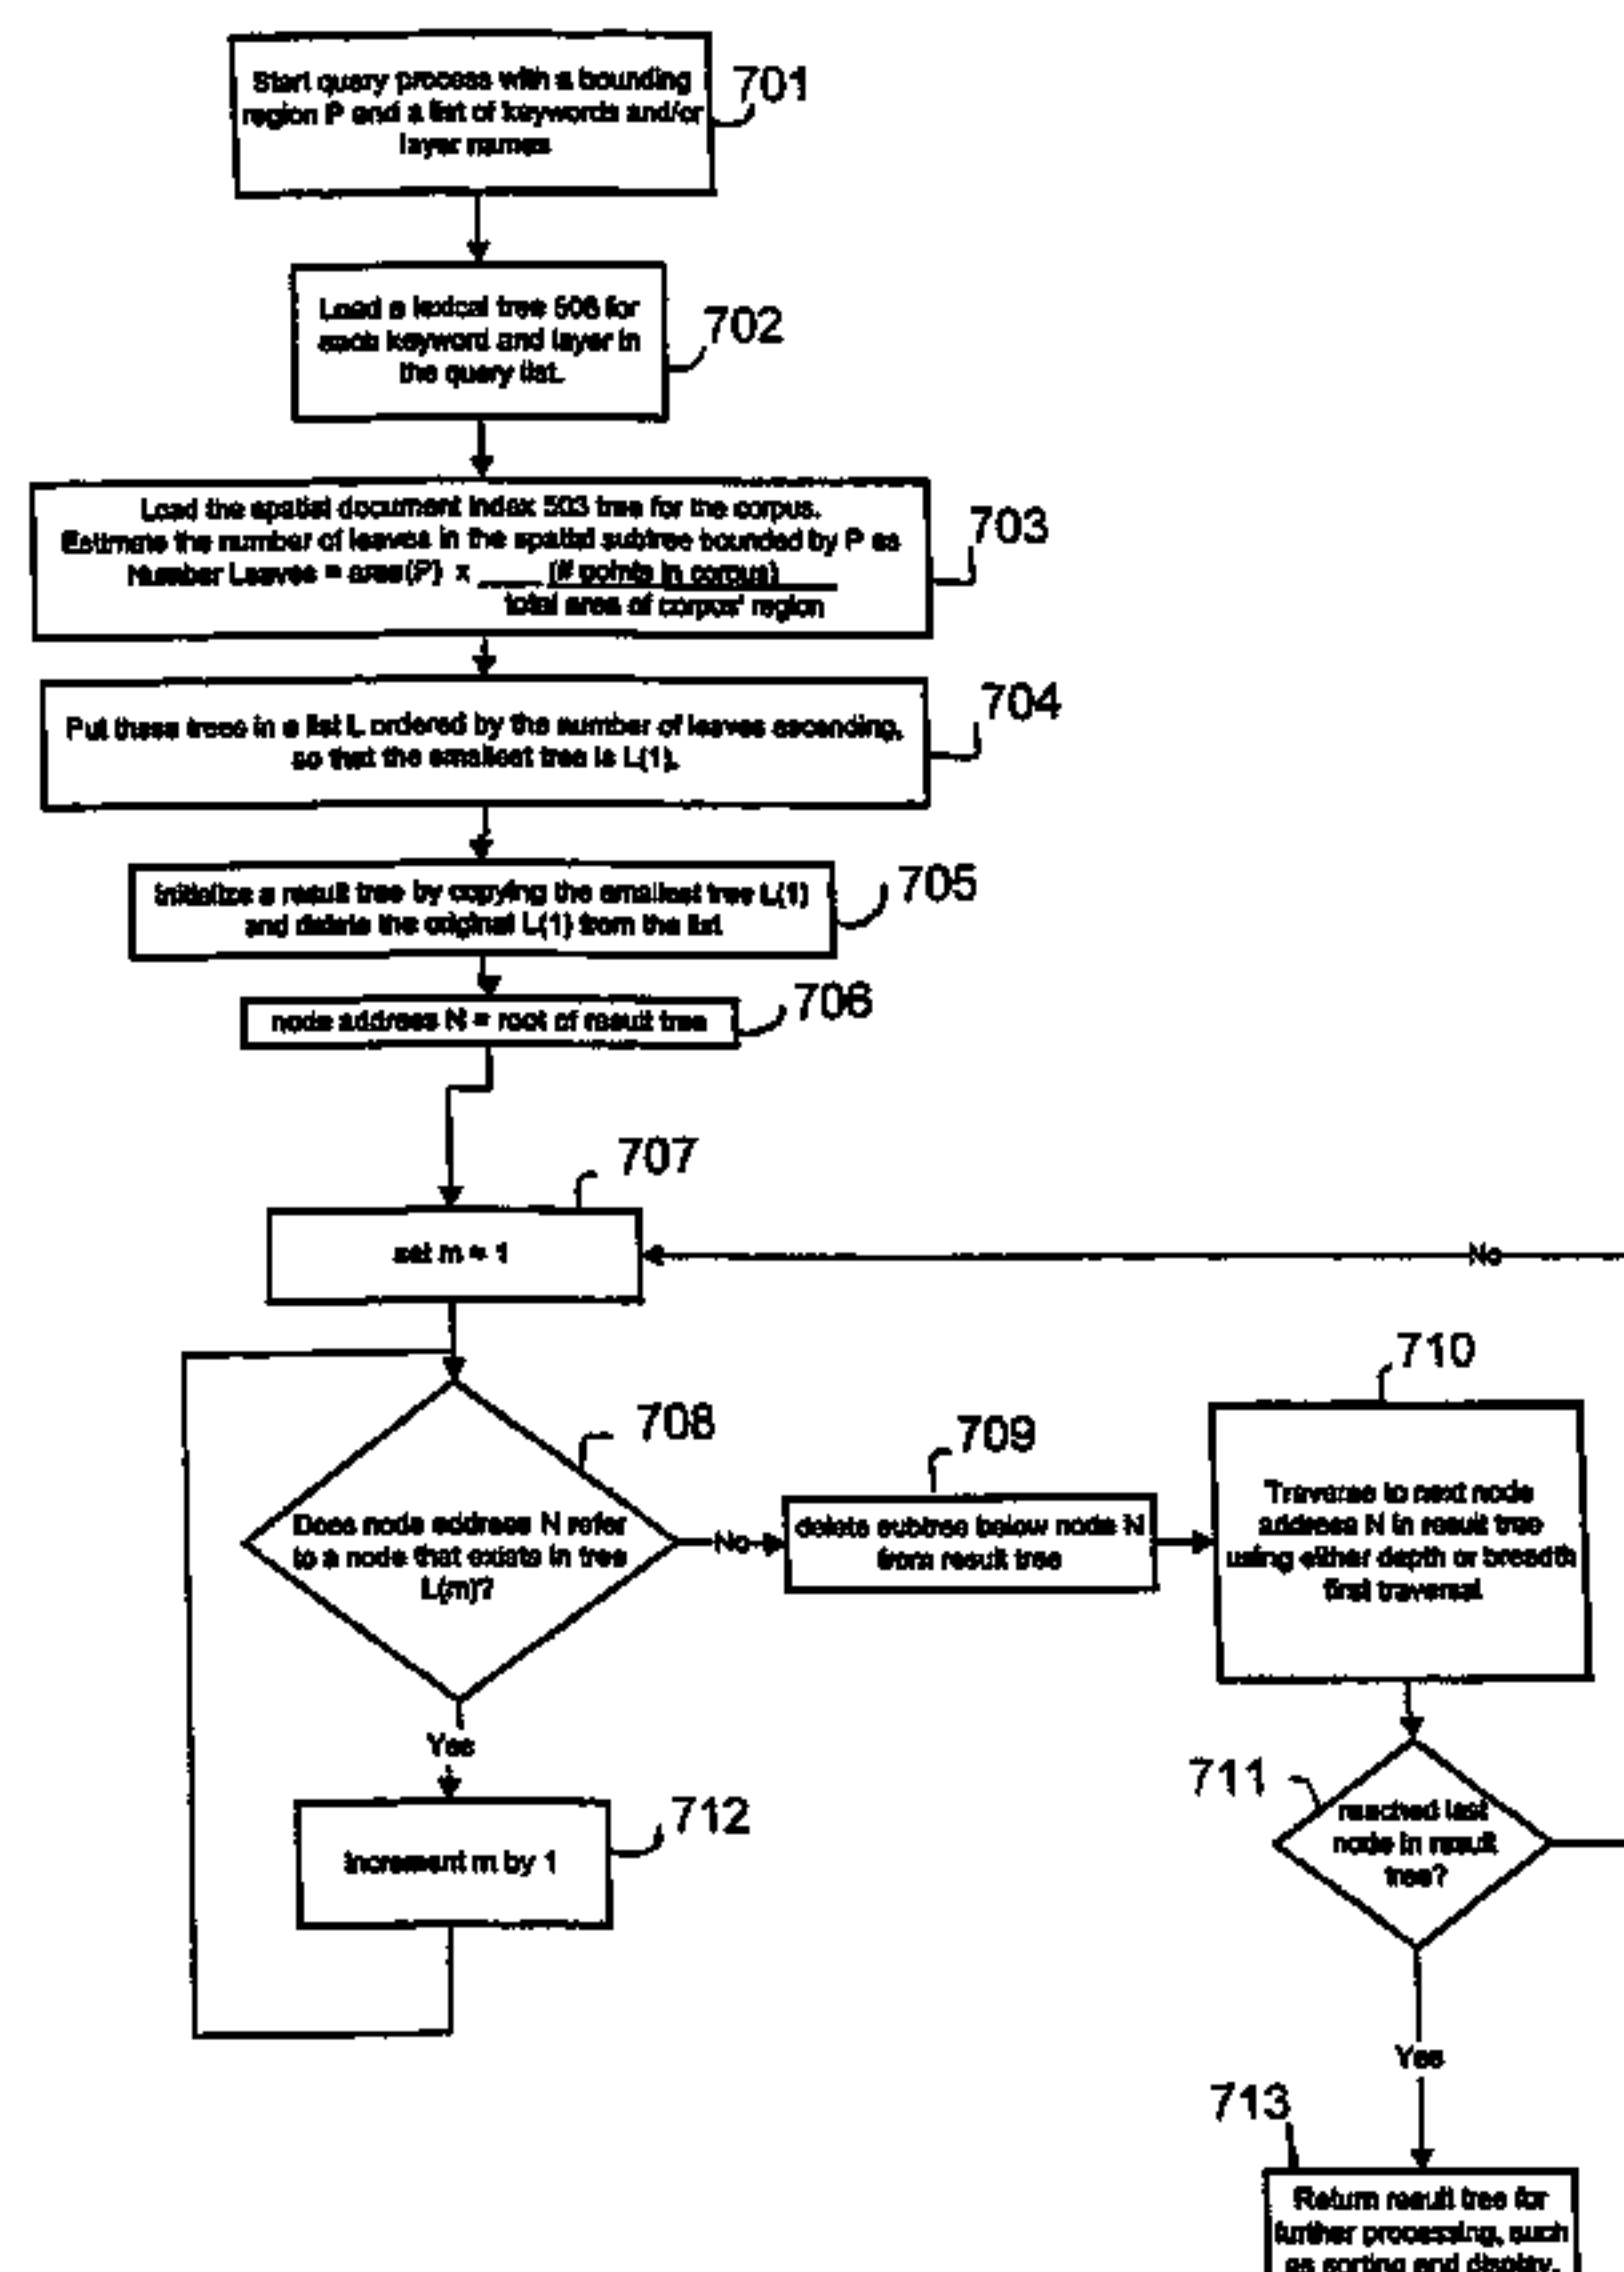 Start query process with a bounding
region P and a list of keywords and/or
layer names
701
Load a lexical tree 506 for
each keyword and layer in
the query list.
702
Load the spatial document index 503 tree for the corpus.
Estimate the number of leaves in the spatial subtree bounded by P as
Number Leaves = area(P) x ____ (# points in corpus)
total area of corpus' region
703
Put these trees in a list L ordered by the number of leaves ascending,
so that the smallest tree is L(1).
704
Initialize a result tree by copying the smallest tree L(1)
and delete the original L(1) from the list
705
node address N = root of result tree
706
707
set m = 1
No
708
Does node address N refer
to a node that exists in tree
L(m)?
No
709
delete subtree below node N
from result tree
710
Traverse to next node
address N in result tree
using either depth or breadth
first traversal.
Yes
712
Increment m by 1
711
reached last
node in result
tree?
Yes
713
Return result tree for
further processing, such
as sorting and display.